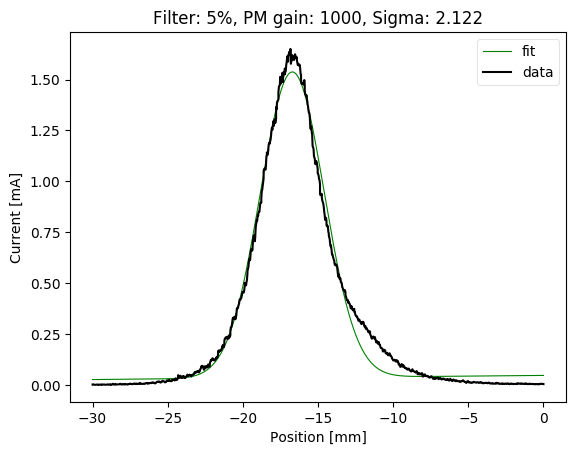 Filter: 5%, PM gain: 1000, Sigma: 2.122
fit
data
1.50
1.25
1.00
0.75
0.50
0.25
0.00
Current [mA]
−30 −25 −20 −15 −10 −5 0
Position [mm]